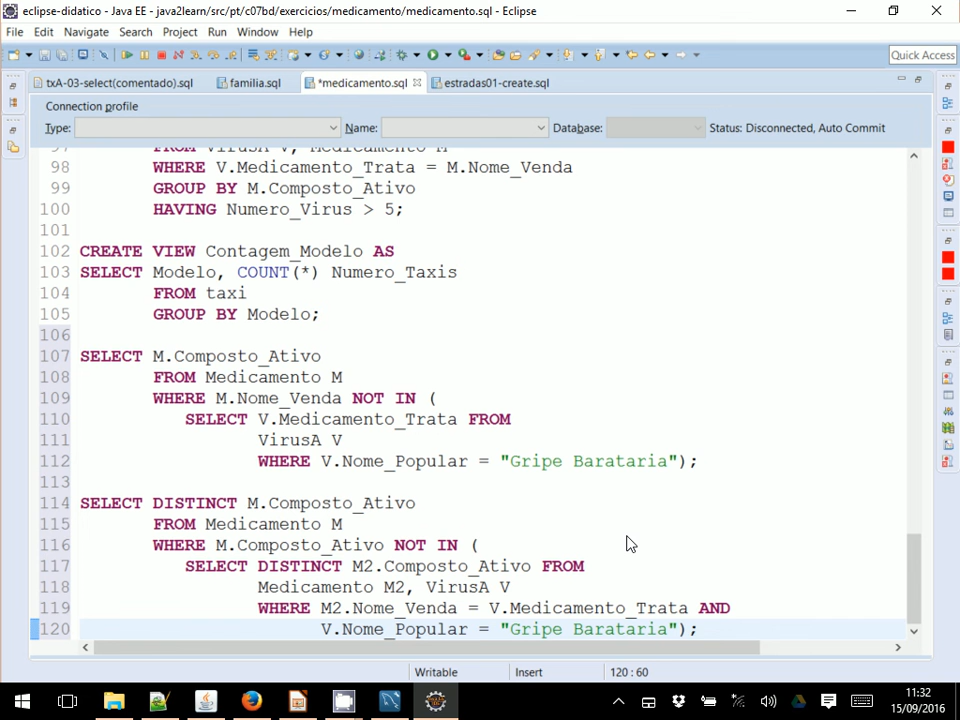 eclipse-didatico - Java EE - java2learn/src/pt/c07bd/exercicios/medicamento/medicamento.sql - Eclipse
File Edit Navigate Search Project Run Window Help
Quick Access
txA-03-select(comentado).sql familia.sql *medicamento.sql estradas01-create.sql
Connection profile
Type: Name: Database: Status: Disconnected, Auto Commit
97 FROM VirusA V, Medicamento M
98 WHERE V.Medicamento_Trata = M.Nome_Venda
99 GROUP BY M.Composto_Ativo
100 HAVING Numero_Virus > 5;
101
102 CREATE VIEW Contagem_Modelo AS
103 SELECT Modelo, COUNT(*) Numero_Taxis
104 FROM taxi
105 GROUP BY Modelo;
106
107 SELECT M.Composto_Ativo
108 FROM Medicamento M
109 WHERE M.Nome_Venda NOT IN (
110 SELECT V.Medicamento_Trata FROM
111 VirusA V
112 WHERE V.Nome_Popular = "Gripe Barataria");
113
114 SELECT DISTINCT M.Composto_Ativo
115 FROM Medicamento M
116 WHERE M.Composto_Ativo NOT IN (
117 SELECT DISTINCT M2.Composto_Ativo FROM
118 Medicamento M2, VirusA V
119 WHERE M2.Nome_Venda = V.Medicamento_Trata AND
120 V.Nome_Popular = "Gripe Barataria");
Writable Insert 120 : 60
11:32
15/09/2016